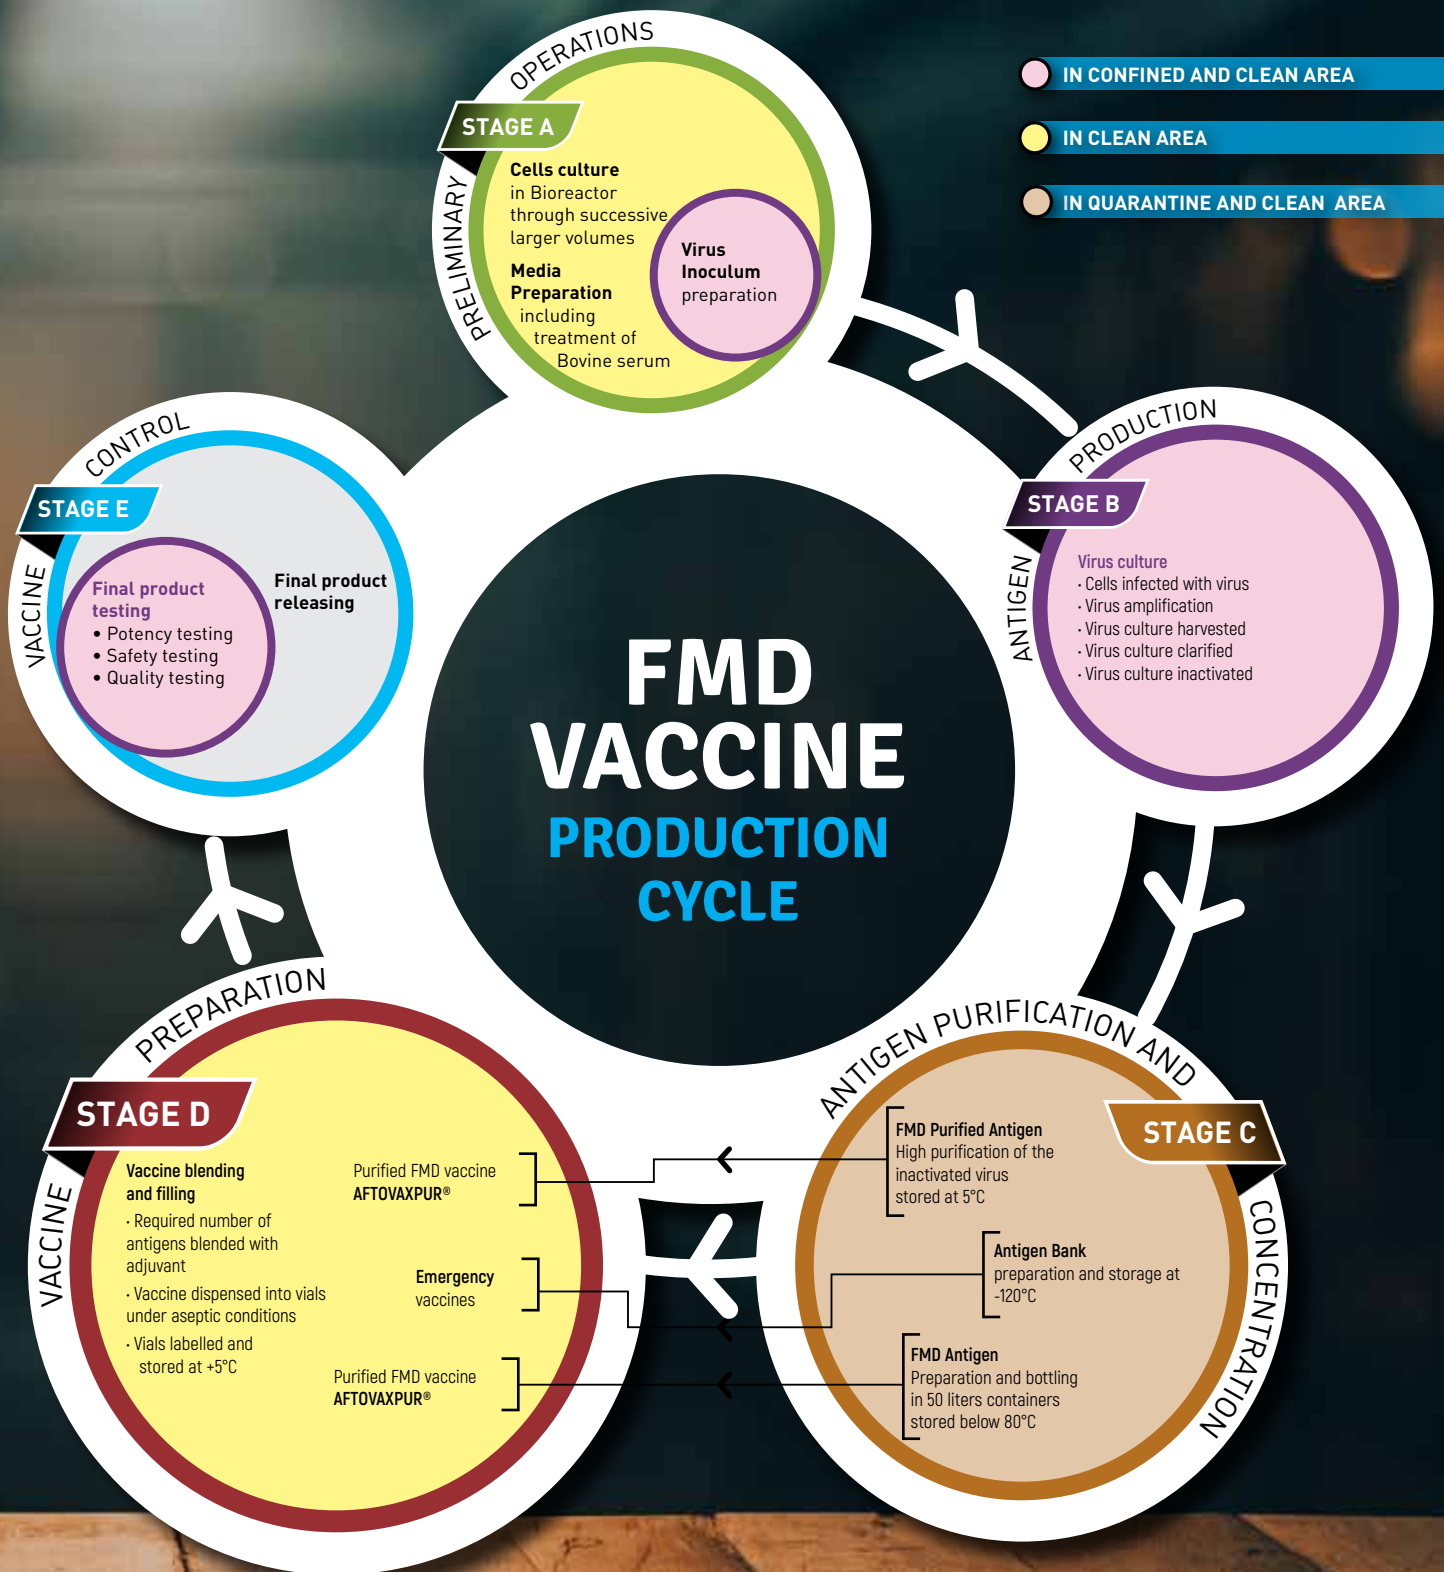 IN CONFINED AND CLEAN AREA
IN CLEAN AREA
IN QUARANTINE AND CLEAN AREA
PRELIMINARY OPERATIONS
STAGE A
Cells culture
in Bioreactor
through successive
larger volumes
Media
Preparation
including
treatment of
Bovine serum
Virus
Inoculum
preparation
ANTIGEN PRODUCTION
STAGE B
Virus culture
· Cells infected with virus
· Virus amplification
· Virus culture harvested
· Virus culture clarified
· Virus culture inactivated
ANTIGEN PURIFICATION AND CONCENTRATION
STAGE C
FMD Purified Antigen
High purification of the
inactivated virus
stored at 5°C
Antigen Bank
preparation and storage at
-120°C
FMD Antigen
Preparation and bottling
in 50 liters containers
stored below 80°C
VACCINE PREPARATION
STAGE D
Vaccine blending
and filling
· Required number of
antigens blended with
adjuvant
· Vaccine dispensed into vials
under aseptic conditions
· Vials labelled and
stored at +5°C
Purified FMD vaccine
AFTOVAXPUR®
Emergency
vaccines
Purified FMD vaccine
AFTOVAXPUR®
VACCINE CONTROL
STAGE E
Final product
testing
• Potency testing
• Safety testing
• Quality testing
Final product
releasing
FMD
VACCINE
PRODUCTION
CYCLE